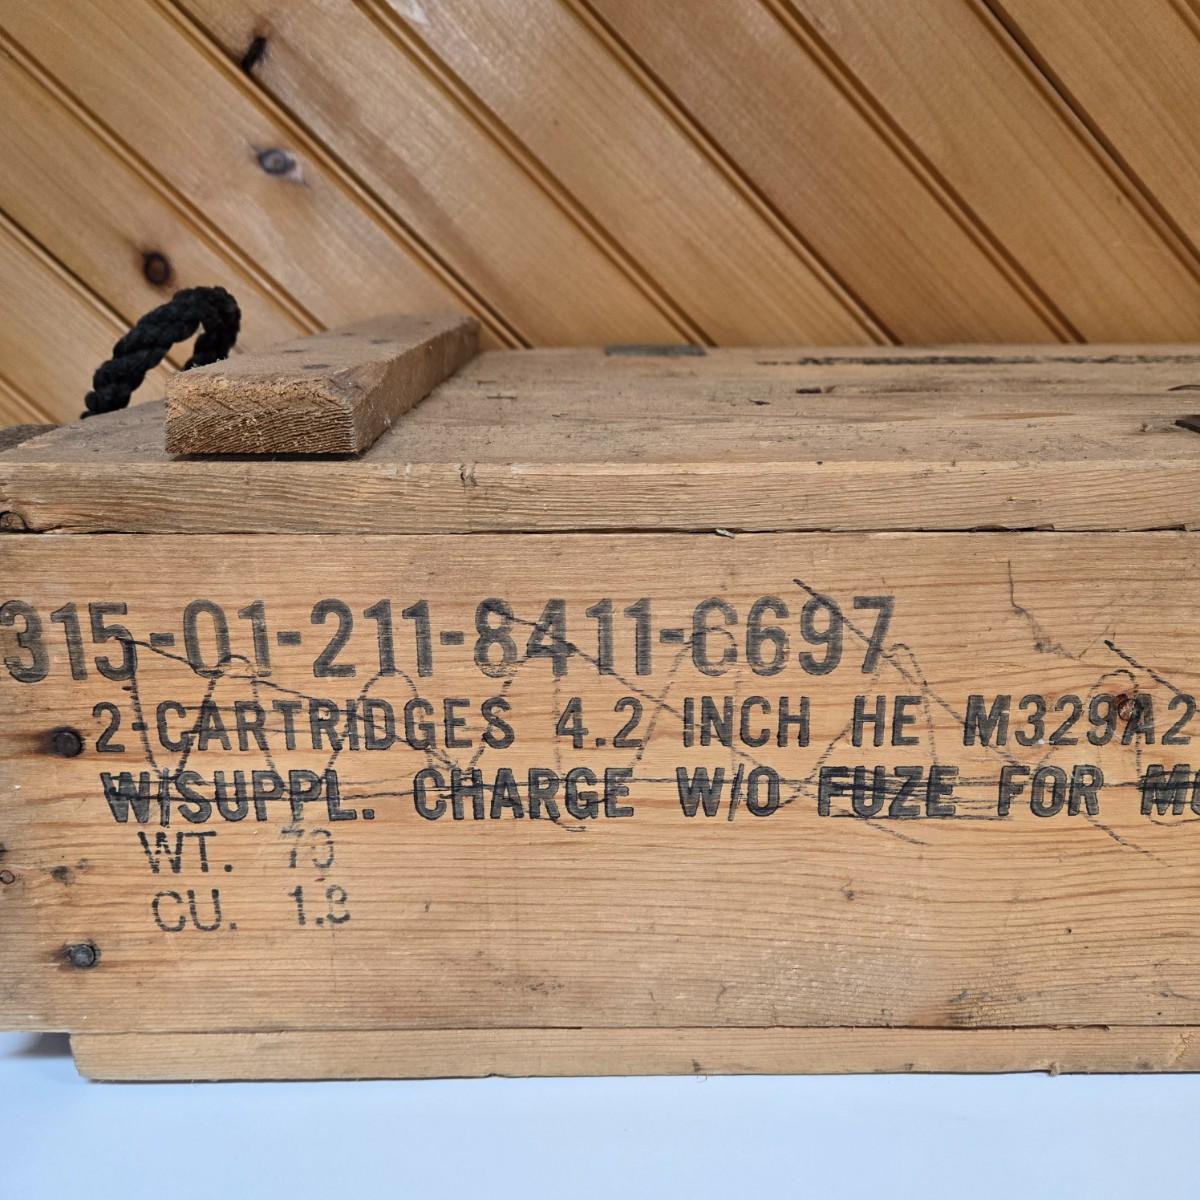 315-01-211-8411-C697
2 CARTRIDGES 4.2 INCH HE M329A2
W/SUPPL. CHARGE W/O FUZE FOR
WT. 70
CU. 1.8